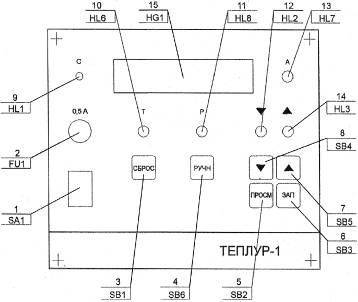 10 15 11 12 13
HL6 HG1 HL8 HL2 HL7
9 C A
HL1
14
HL3
0,5 A T P
2
FU1
8
SB4
СБРОС РУЧН
1
SA1
ПРОСМ ЗАП
7
SB5
6
SB3
ТЕПЛУР-1
3 4 5
SB1 SB6 SB2